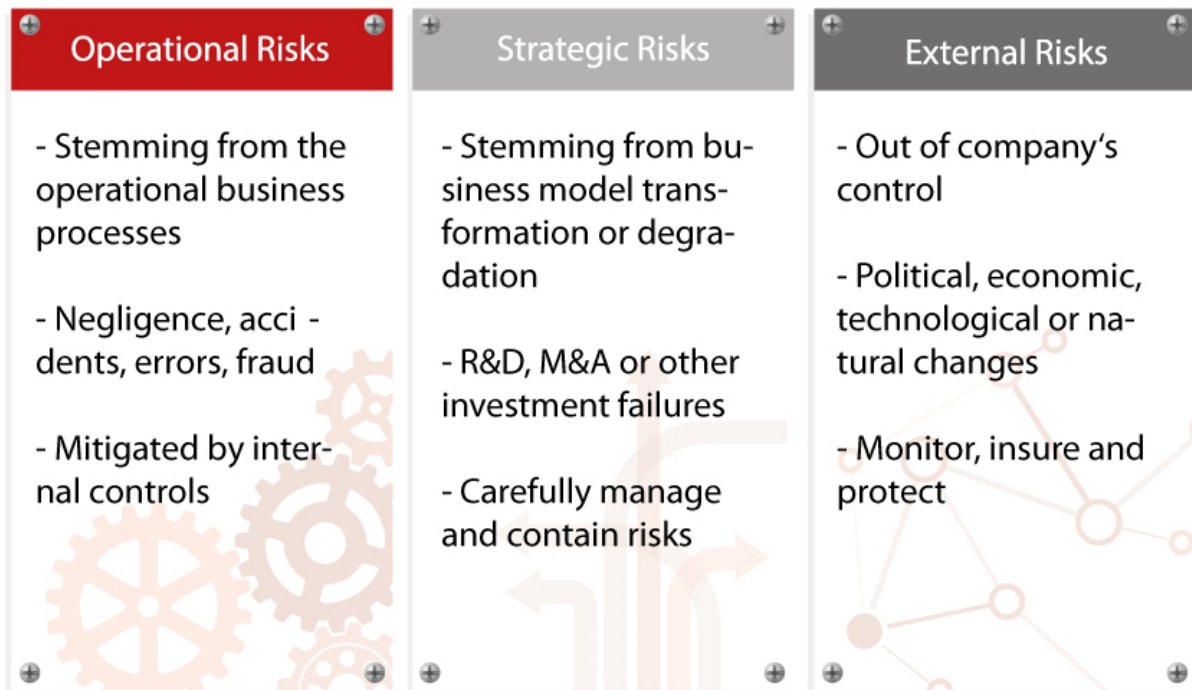 Operational Risks
- Stemming from the
operational business
processes
- Negligence, acci -
dents, errors, fraud
- Mitigated by inter-
nal controls
Strategic Risks
- Stemming from bu-
siness model trans-
formation or degra-
dation
- R&D, M&A or other
investment failures
- Carefully manage
and contain risks
External Risks
- Out of company‘s
control
- Political, economic,
technological or na-
tural changes
- Monitor, insure and
protect